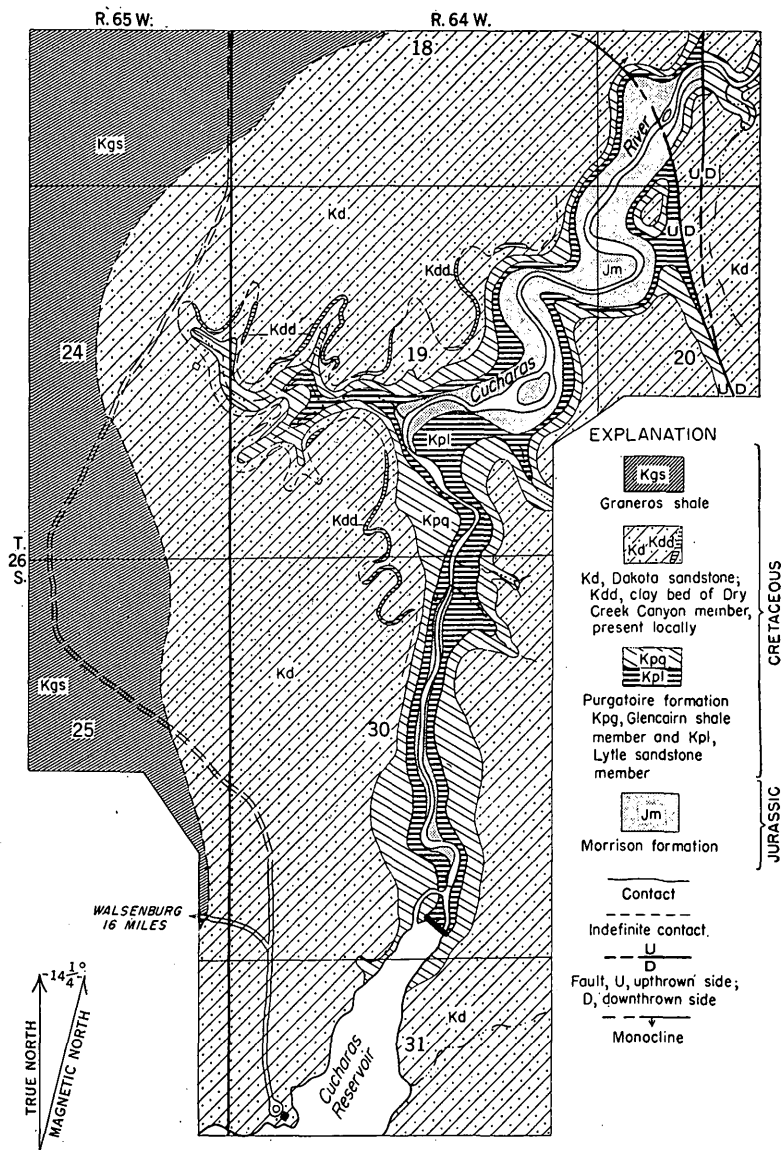 R. 65 W.
R. 64 W.
18
Kgs
River
U D
Kd
U D
Jm
Kd
Kdd
Kdd
24
19
20
Cucharas
U D
Kpl
EXPLANATION
Kgs
Graneros shale
Kdd
Kpg
T.
26
S.
Kd Kdd
Kd, Dakota sandstone;
Kdd, clay bed of Dry
Creek Canyon member,
present locally
CRETACEOUS
Kgs
Kd
25
30
Kpg
Kpl
Purgatoire formation
Kpg, Glencairn shale
member and Kpl,
Lytle sandstone
member
Jm
Morrison formation
JURASSIC
Contact
WALSENBURG
16 MILES
Indefinite contact.
U
D
Fault, U, upthrown side;
D, downthrown side
Monocline
14 1/4°
TRUE NORTH
MAGNETIC NORTH
Kd
31
Cucharas
Reservoir